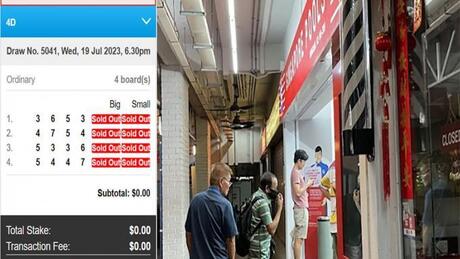 4D
Draw No. 5041, Wed, 19 Jul 2023, 6.30pm
Ordinary 4 board(s)
Big Small
1. 3 6 5 3 Sold Out Sold Out
2. 4 7 5 4 Sold Out Sold Out
3. 5 3 3 6 Sold Out Sold Out
4. 5 4 4 7 Sold Out Sold Out
Subtotal: $0.00
Total Stake: $0.00
Transaction Fee: $0.00
SINGAPORE POOLS
CLOSED